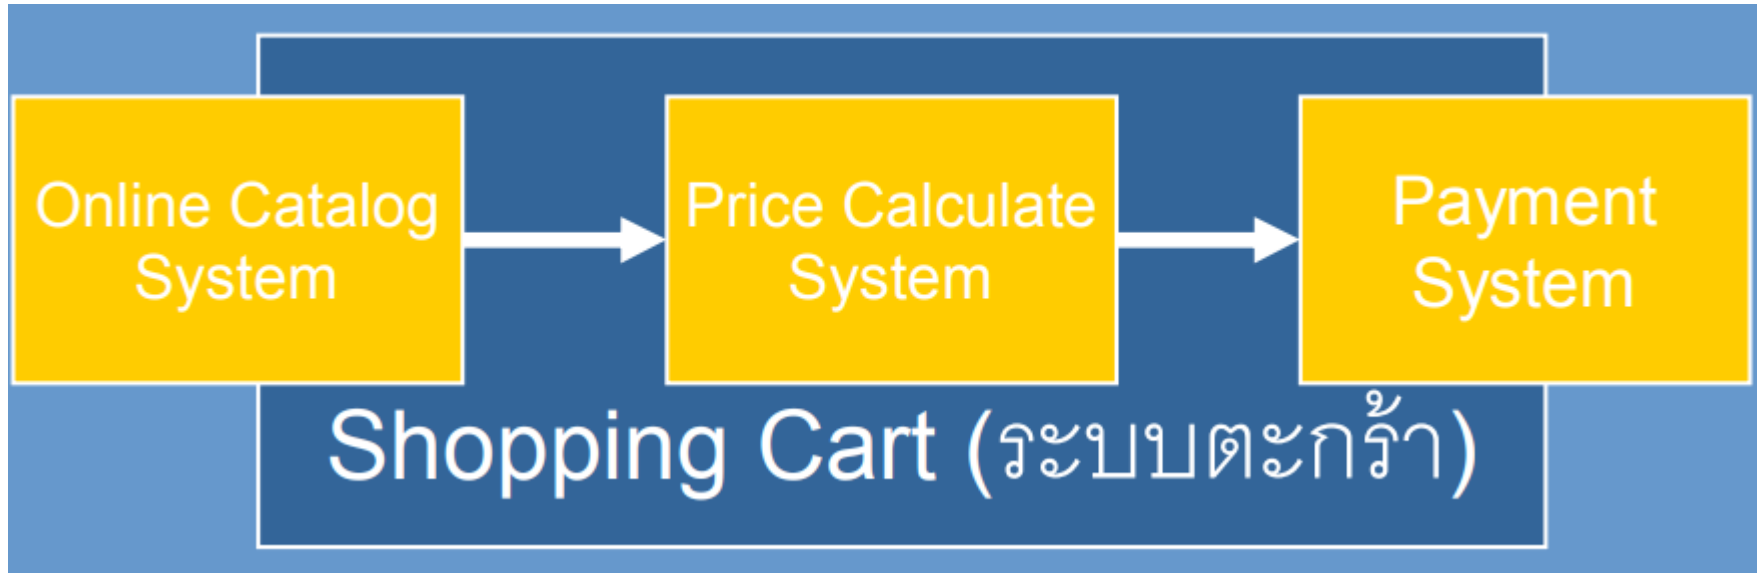 Online Catalog
System
Price Calculate
System
Payment
System
Shopping Cart (ระบบตะกร้า)